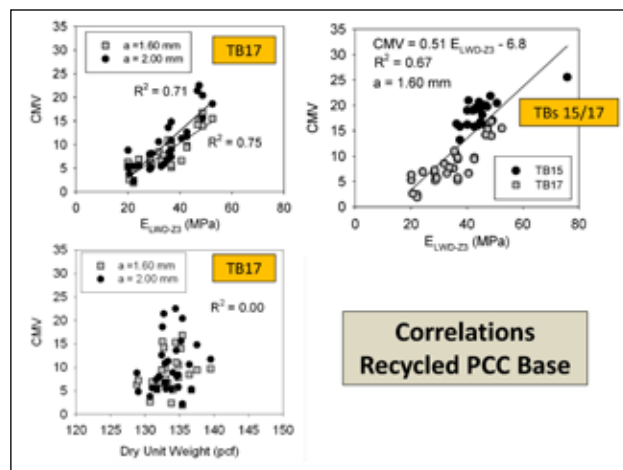 35
30
25
20
15
10
5
0
CMV
a = 1.60 mm
a = 2.00 mm
TB17
R² = 0.71
R² = 0.75
0 20 40 60 80
E_LWD-Z3 (MPa)
35
30
25
20
15
10
5
0
CMV
CMV = 0.51 E_LWD-Z3 - 6.8
R² = 0.67
a = 1.60 mm
TBs 15/17
TB15
TB17
0 20 40 60 80
E_LWD-Z3 (MPa)
35
30
25
20
15
10
5
0
CMV
a =1.60 mm
a = 2.00 mm
TB17
R² = 0.00
120 125 130 135 140 145 150
Dry Unit Weight (pcf)
Correlations
Recycled PCC Base